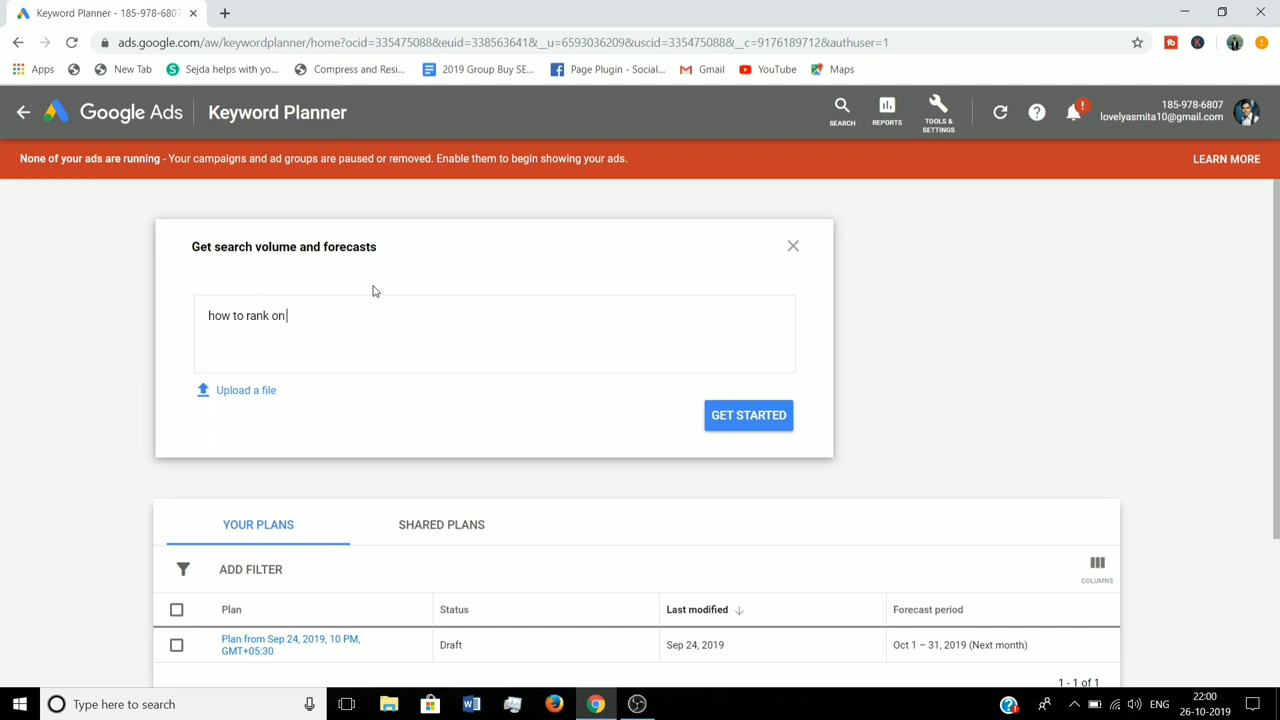 Keyword Planner - 185-978-6807
ads.google.com/aw/keywordplanner/home?ocid=335475088&euid=338563641&__u=6593036209&uscid=335475088&__c=9176189712&authuser=1
Apps New Tab Sejda helps with yo... Compress and Resi... 2019 Group Buy SE... Page Plugin - Social... Gmail YouTube Maps
Google Ads Keyword Planner
SEARCH REPORTS TOOLS & SETTINGS
185-978-6807
lovelyasmita10@gmail.com
None of your ads are running - Your campaigns and ad groups are paused or removed. Enable them to begin showing your ads. LEARN MORE
Get search volume and forecasts
how to rank on
Upload a file
GET STARTED
YOUR PLANS SHARED PLANS
ADD FILTER COLUMNS
Plan Status Last modified Forecast period
Plan from Sep 24, 2019, 10 PM, GMT+05:30 Draft Sep 24, 2019 Oct 1 – 31, 2019 (Next month)
1 - 1 of 1
Type here to search
ENG
22:00
26-10-2019